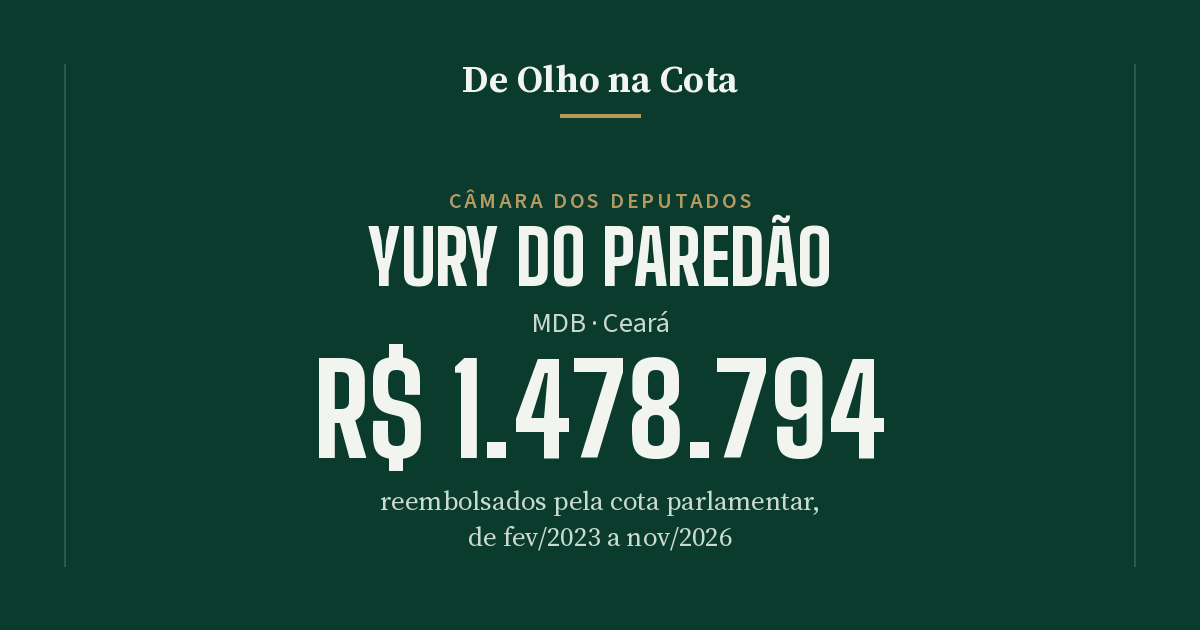 De Olho na Cota
CÂMARA DOS DEPUTADOS
YURY DO PAREDÃO
MDB · Ceará
R$ 1.478.794
reembolsados pela cota parlamentar,
de fev/2023 a nov/2026